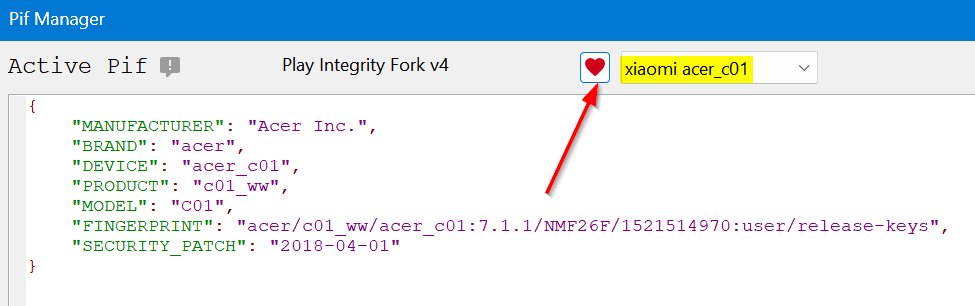 Pif Manager
Active Pif Play Integrity Fork v4 xiaomi acer_c01
{
"MANUFACTURER": "Acer Inc.",
"BRAND": "acer",
"DEVICE": "acer_c01",
"PRODUCT": "c01_ww",
"MODEL": "C01",
"FINGERPRINT": "acer/c01_ww/acer_c01:7.1.1/NMF26F/1521514970:user/release-keys",
"SECURITY_PATCH": "2018-04-01"
}